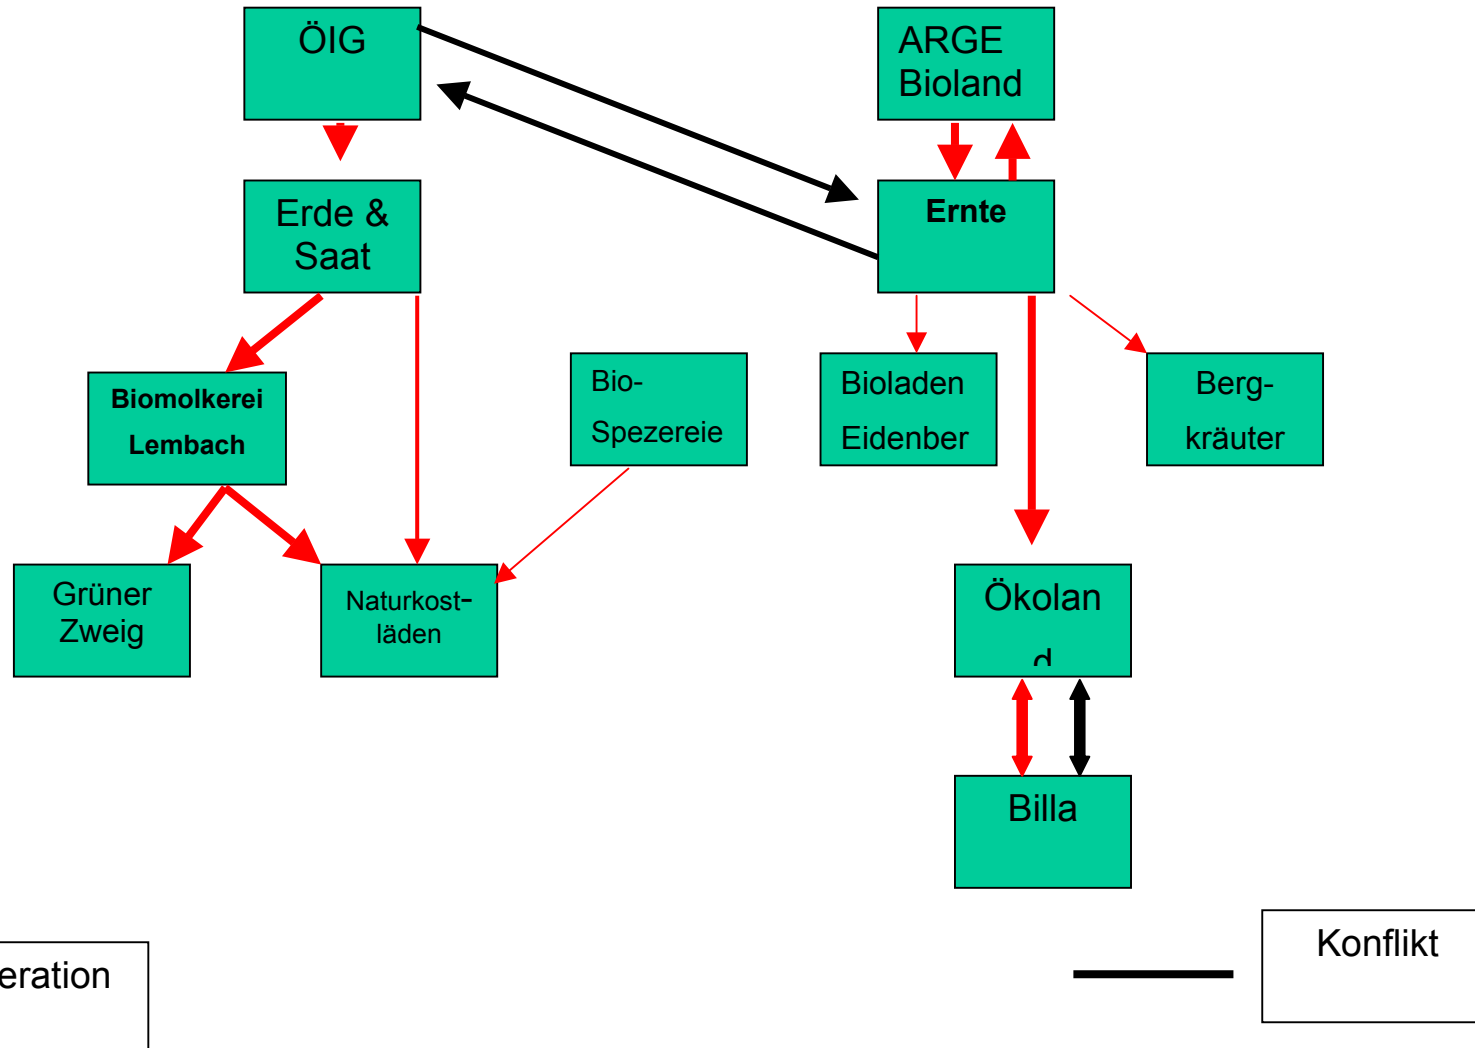 ÖIG
ARGE
Bioland
Erde &
Saat
Ernte
Biomolkerei
Lembach
Bio-
Spezereie
Bioladen
Eidenber
Berg-
kräuter
Grüner
Zweig
Naturkost-
läden
Ökolan
d
Billa
Konflikt
eration